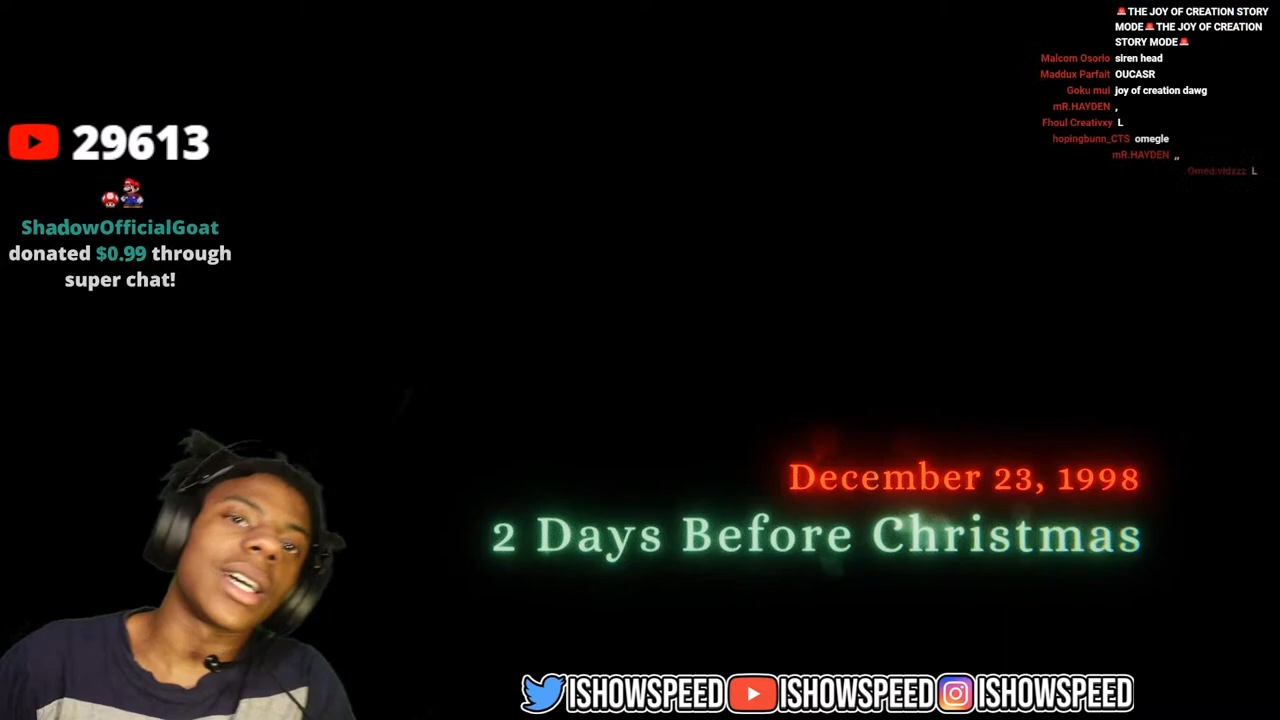 🚨THE JOY OF CREATION STORY
MODE🚨THE JOY OF CREATION
STORY MODE🚨
Malcom Osorio siren head
Maddux Parfait OUCASR
Goku mui joy of creation dawg
mR.HAYDEN ,
Fhoul Creativxy L
hopingbunn_CTS omegle
mR.HAYDEN ,,
Omed.vidzzz L
29613
ShadowOfficialGoat
donated $0.99 through
super chat!
December 23, 1998
2 Days Before Christmas
ISHOWSPEED ISHOWSPEED ISHOWSPEED